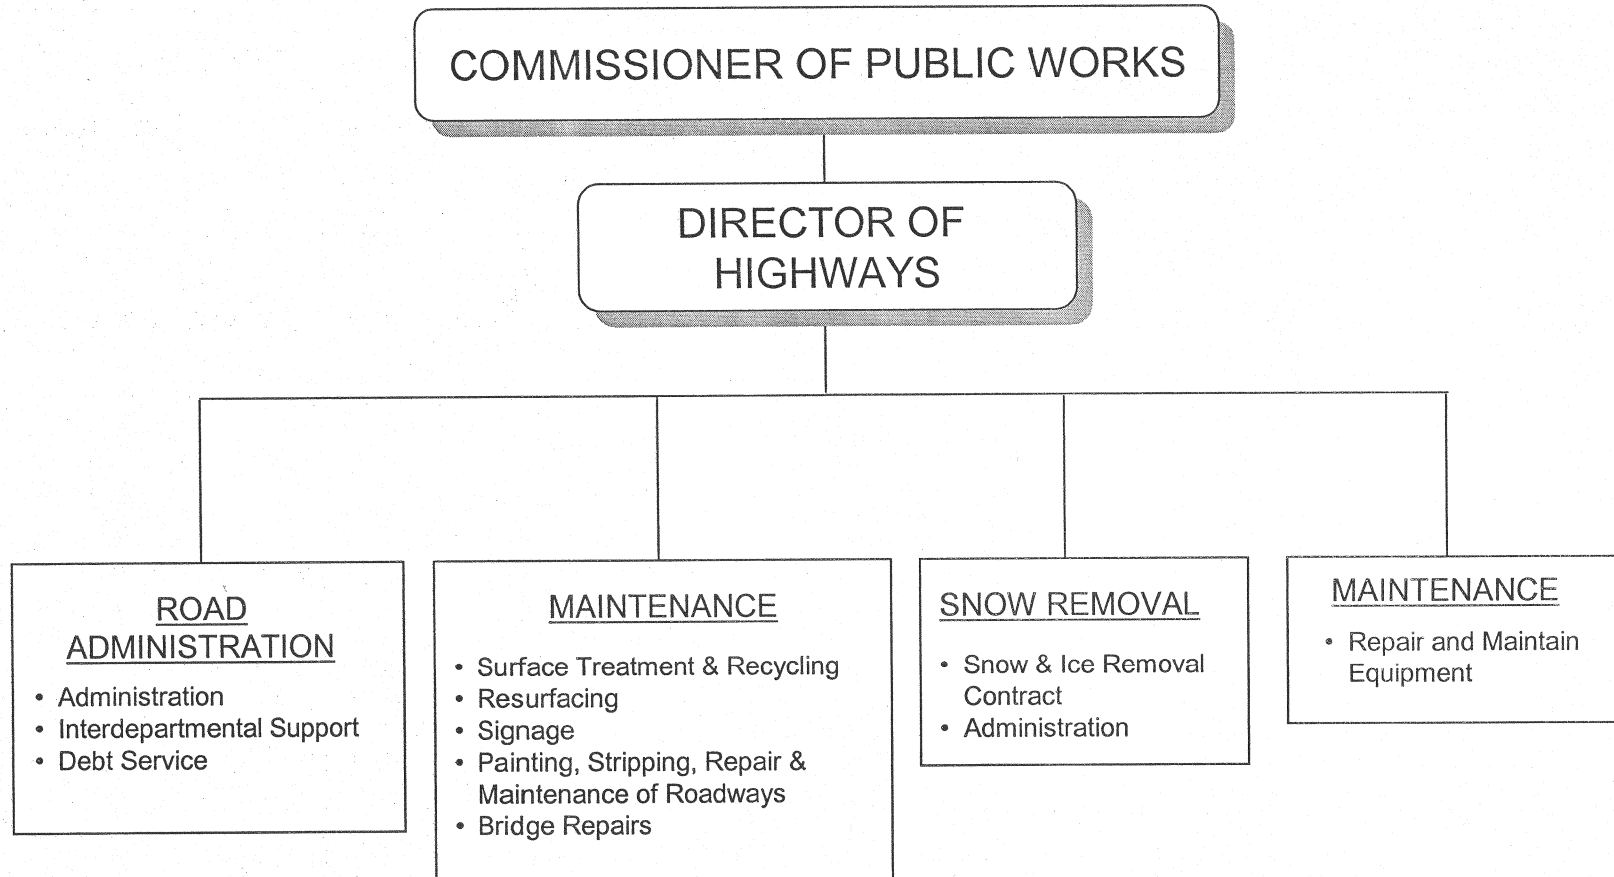 COMMISSIONER OF PUBLIC WORKS
DIRECTOR OF
HIGHWAYS
ROAD
ADMINISTRATION
• Administration
• Interdepartmental Support
• Debt Service
MAINTENANCE
• Surface Treatment & Recycling
• Resurfacing
• Signage
• Painting, Stripping, Repair &
Maintenance of Roadways
• Bridge Repairs
SNOW REMOVAL
• Snow & Ice Removal
Contract
• Administration
MAINTENANCE
• Repair and Maintain
Equipment